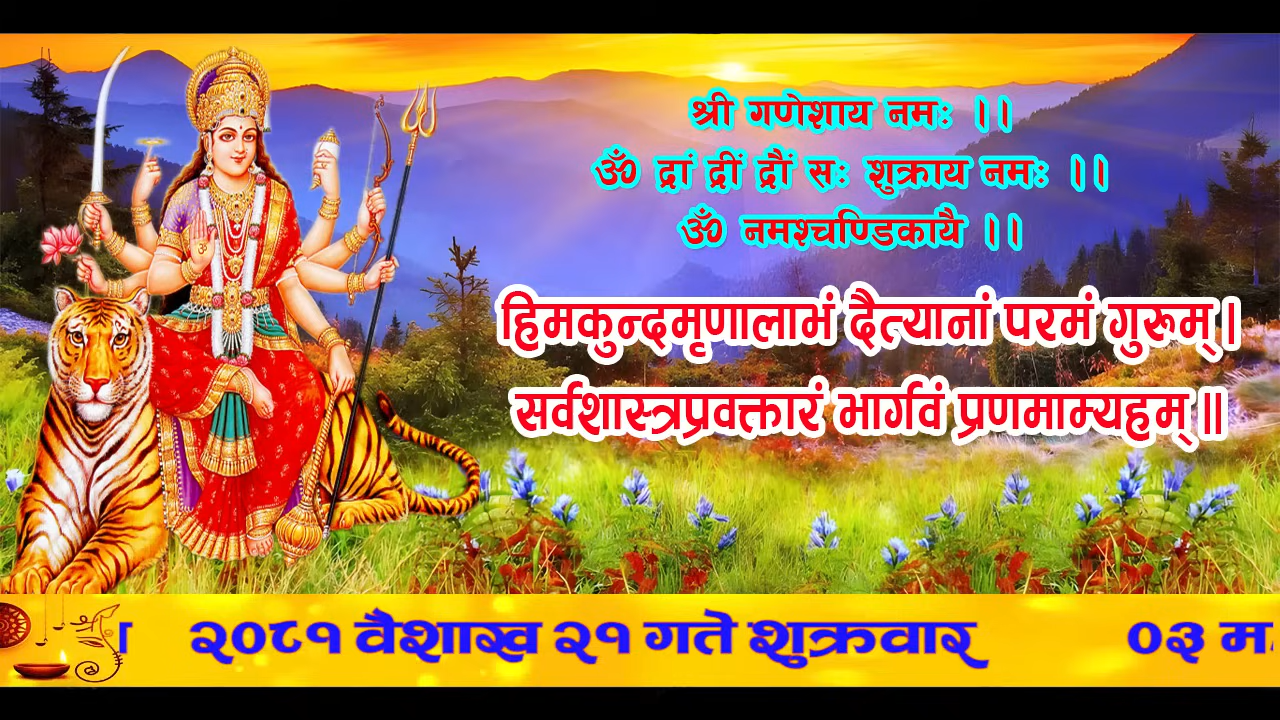 श्री गणेशाय नमः ।।
ॐ द्रां द्रीं द्रौं सः शुक्राय नमः ।।
ॐ नमश्चण्डिकायै ।।
हिमकुन्दमृणालाभं दैत्यानां परमं गुरूम् ।
सर्वशास्त्रप्रवक्तारं भार्गवं प्रणमाम्यहम् ॥
२०८१ वैशाख २१ गते शुक्रवार ०३